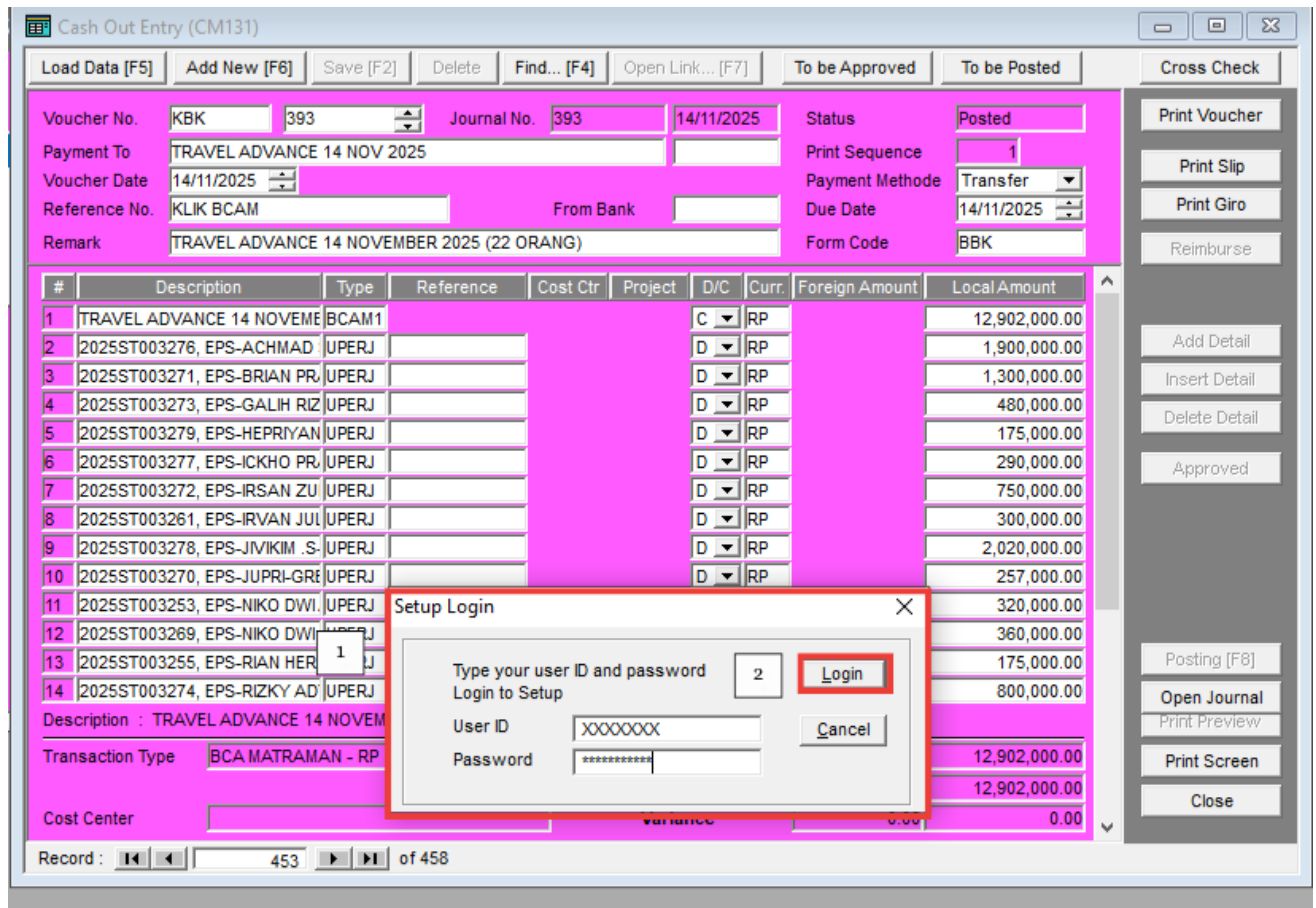 Cash Out Entry (CM131)
Load Data [F5] Add New [F6] Save [F2] Delete Find... [F4] Open Link... [F7] To be Approved To be Posted Cross Check
Voucher No. KBK 393 Journal No. 393 14/11/2025 Status Posted Print Voucher
Payment To TRAVEL ADVANCE 14 NOV 2025 Print Sequence 1
Print Slip
Voucher Date 14/11/2025 Payment Methode Transfer
Reference No. KLIK BCAM From Bank Due Date 14/11/2025 Print Giro
Remark TRAVEL ADVANCE 14 NOVEMBER 2025 (22 ORANG) Form Code BBK Reimburse
# Description Type Reference Cost Ctr Project D/C Curr. Foreign Amount Local Amount
1 TRAVEL ADVANCE 14 NOVEME BCAM1 C RP 12,902,000.00
2 2025ST003276, EPS-ACHMAD UPERJ D RP 1,900,000.00 Add Detail
3 2025ST003271, EPS-BRIAN PR UPERJ D RP 1,300,000.00 Insert Detail
4 2025ST003273, EPS-GALIH RIZ UPERJ D RP 480,000.00 Delete Detail
5 2025ST003279, EPS-HEPRIYAN UPERJ D RP 175,000.00
6 2025ST003277, EPS-ICKHO PR UPERJ D RP 290,000.00 Approved
7 2025ST003272, EPS-IRSAN ZU UPERJ D RP 750,000.00
8 2025ST003261, EPS-IRVAN JUL UPERJ D RP 300,000.00
9 2025ST003278, EPS-JIVIKIM .S- UPERJ D RP 2,020,000.00
10 2025ST003270, EPS-JUPRI-GRE UPERJ D RP 257,000.00
11 2025ST003253, EPS-NIKO DWI. UPERJ 320,000.00
12 2025ST003269, EPS-NIKO DWI 360,000.00
13 2025ST003255, EPS-RIAN HER 175,000.00 Posting [F8]
14 2025ST003274, EPS-RIZKY AD UPERJ 800,000.00 Open Journal
1
Setup Login
Type your user ID and password
Login to Setup
2
Login
User ID XXXXXXX Cancel
Password ***********
Description : TRAVEL ADVANCE 14 NOVEM Print Preview
Transaction Type BCA MATRAMAN - RP 12,902,000.00 Print Screen
12,902,000.00
Close
Cost Center Variance 0.00 0.00
Record : 453 of 458